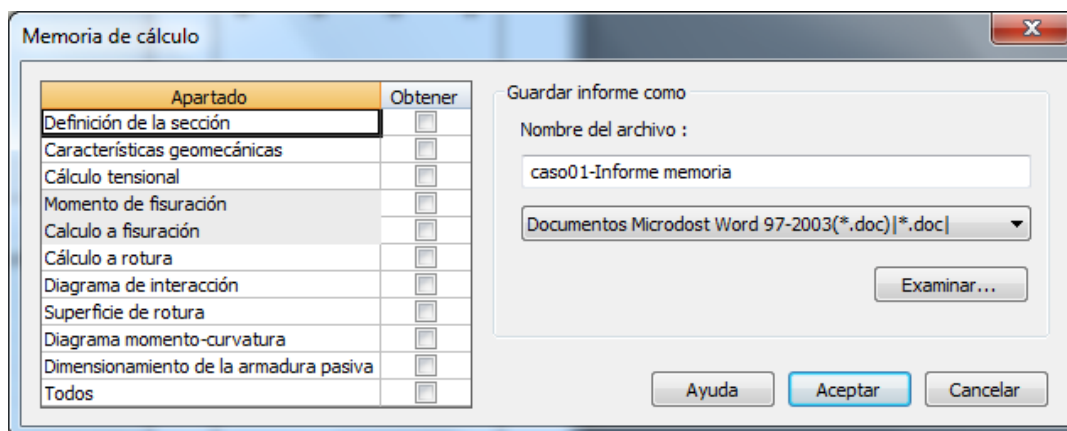 Memoria de cálculo
Apartado Obtener
Definición de la sección
Características geomecánicas
Cálculo tensional
Momento de fisuración
Calculo a fisuración
Cálculo a rotura
Diagrama de interacción
Superficie de rotura
Diagrama momento-curvatura
Dimensionamiento de la armadura pasiva
Todos
Guardar informe como
Nombre del archivo :
caso01-Informe memoria
Documentos Microdost Word 97-2003(*.doc)|*.doc|
Examinar...
Ayuda Aceptar Cancelar